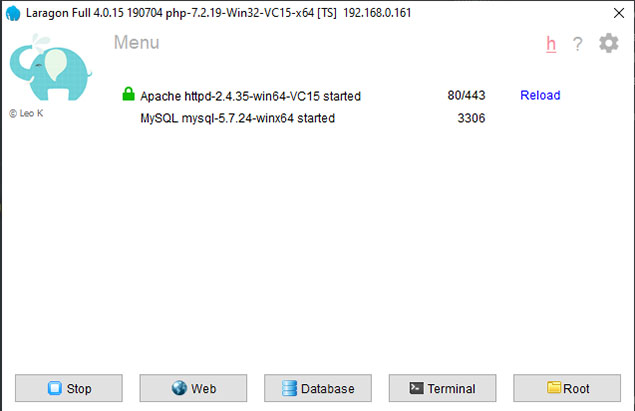 Laragon Full 4.0.15 190704 php-7.2.19-Win32-VC15-x64 [TS] 192.168.0.161
Menu h ?
© Leo K
Apache httpd-2.4.35-win64-VC15 started 80/443 Reload
MySQL mysql-5.7.24-winx64 started 3306
Stop Web Database Terminal Root